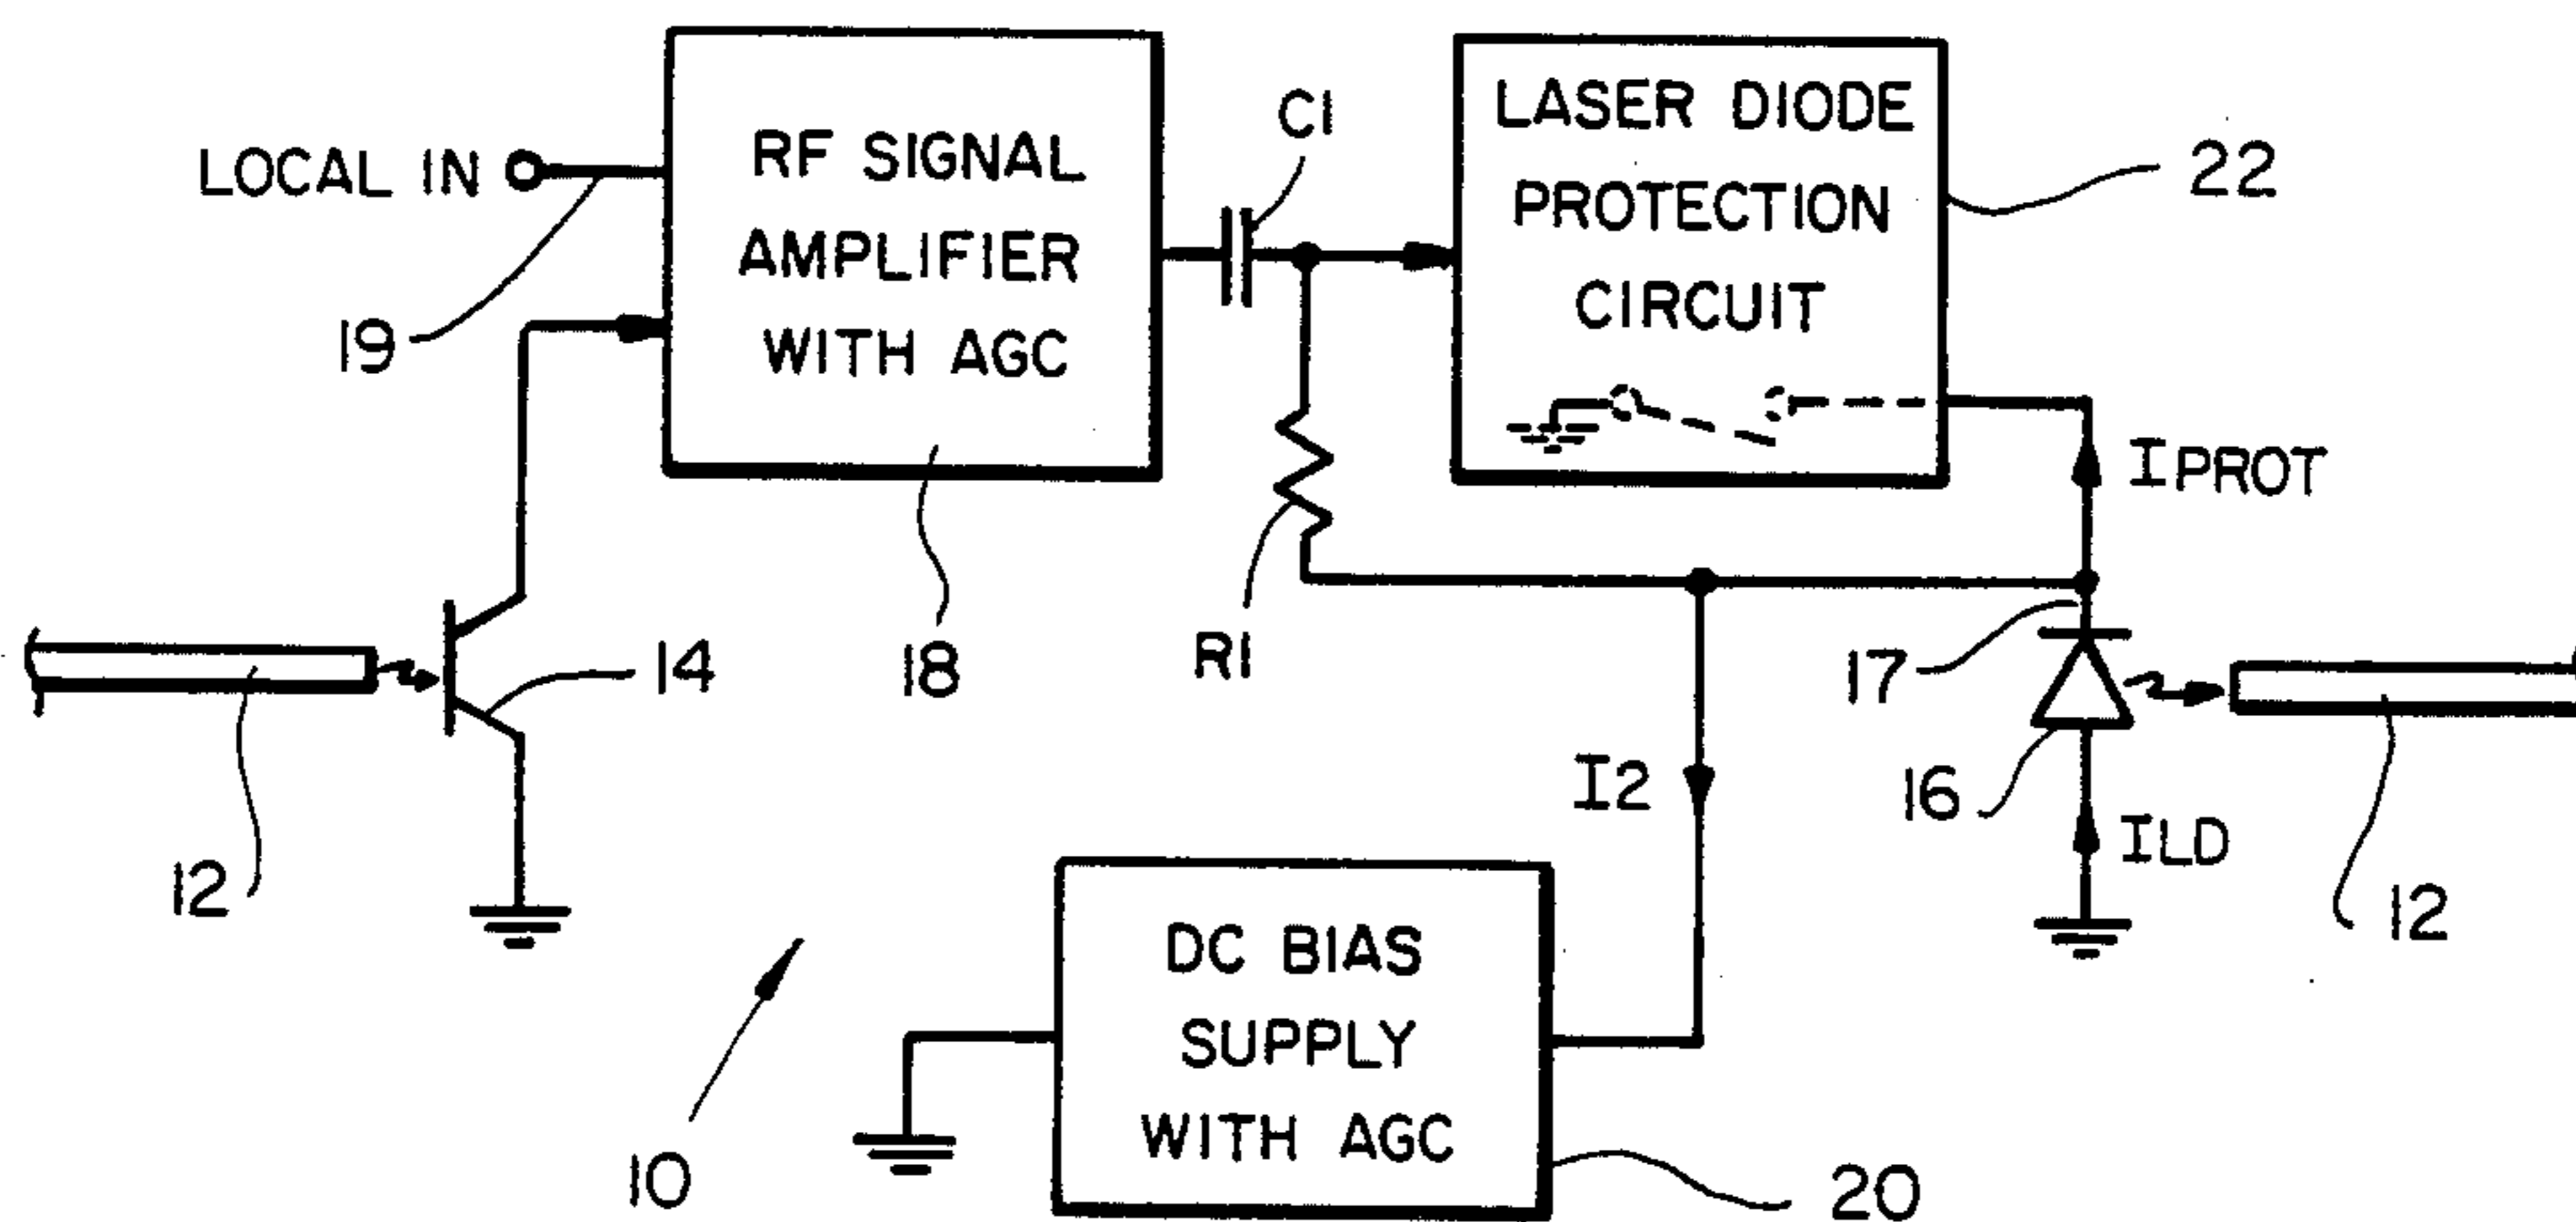 LOCAL IN
19
RF SIGNAL
AMPLIFIER
WITH AGC
18
C1
R1
LASER DIODE
PROTECTION
CIRCUIT
22
IPROT
12
14
17
16
ILD
12
I2
DC BIAS
SUPPLY
WITH AGC
20
10